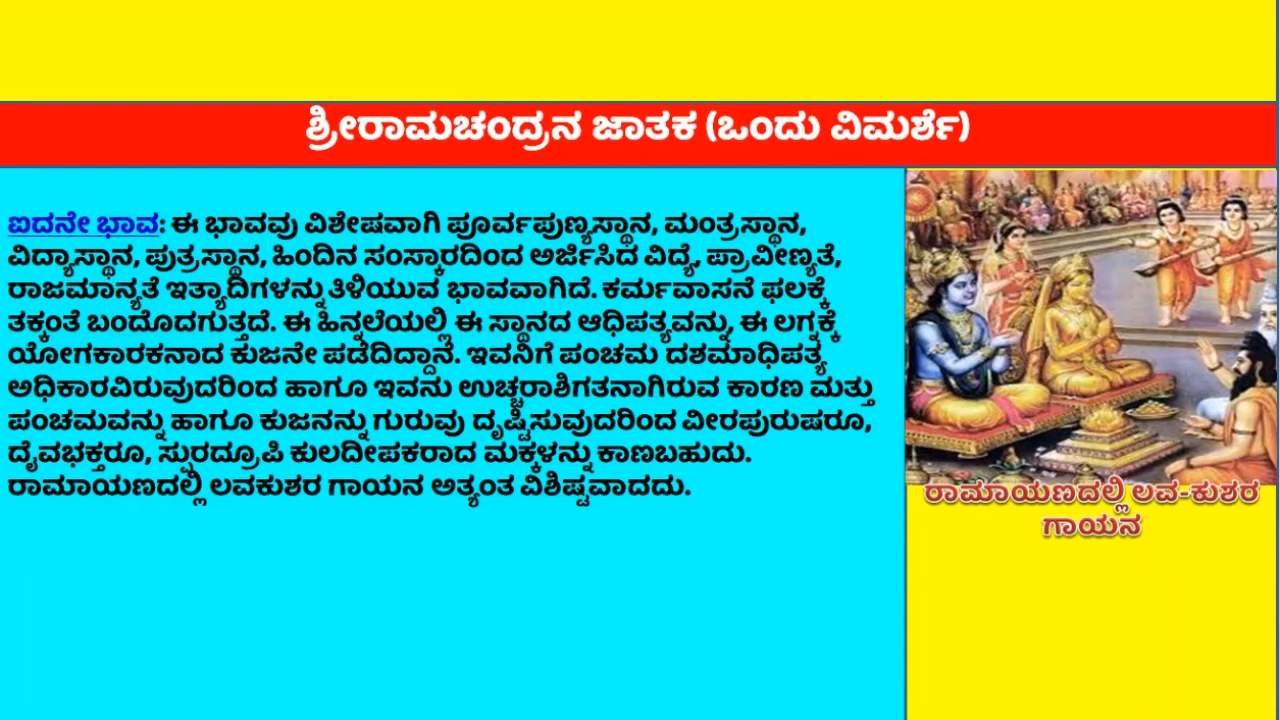 ಶ್ರೀರಾಮಚಂದ್ರನ ಜಾತಕ (ಒಂದು ವಿಮರ್ಶೆ)
ಐದನೇ ಭಾವ: ಈ ಭಾವವು ವಿಶೇಷವಾಗಿ ಪೂರ್ವಪುಣ್ಯಸ್ಥಾನ, ಮಂತ್ರಸ್ಥಾನ,
ವಿದ್ಯಾಸ್ಥಾನ, ಪುತ್ರಸ್ಥಾನ, ಹಿಂದಿನ ಸಂಸ್ಕಾರದಿಂದ ಅರ್ಜಿಸಿದ ವಿದ್ಯೆ, ಪ್ರಾವೀಣ್ಯತೆ,
ರಾಜಮಾನ್ಯತೆ ಇತ್ಯಾದಿಗಳನ್ನು ತಿಳಿಯುವ ಭಾವವಾಗಿದೆ. ಕರ್ಮವಾಸನೆ ಫಲಕ್ಕೆ
ತಕ್ಕಂತೆ ಬಂದೊದಗುತ್ತದೆ. ಈ ಹಿನ್ನಲೆಯಲ್ಲಿ ಈ ಸ್ಥಾನದ ಆಧಿಪತ್ಯವನ್ನು, ಈ ಲಗ್ನಕ್ಕೆ
ಯೋಗಕಾರಕನಾದ ಕುಜನೇ ಪಡೆದಿದ್ದಾನೆ. ಇವನಿಗೆ ಪಂಚಮ ದಶಮಾಧಿಪತ್ಯ
ಅಧಿಕಾರವಿರುವುದರಿಂದ ಹಾಗೂ ಇವನು ಉಚ್ಚರಾಶಿಗತನಾಗಿರುವ ಕಾರಣ ಮತ್ತು
ಪಂಚಮವನ್ನು ಹಾಗೂ ಕುಜನನ್ನು ಗುರುವು ದೃಷ್ಟಿಸುವುದರಿಂದ ವೀರಪುರುಷರೂ,
ದೈವಭಕ್ತರೂ, ಸ್ಫುರದ್ರೂಪಿ ಕುಲದೀಪಕರಾದ ಮಕ್ಕಳನ್ನು ಕಾಣಬಹುದು.
ರಾಮಾಯಣದಲ್ಲಿ ಲವಕುಶರ ಗಾಯನ ಅತ್ಯಂತ ವಿಶಿಷ್ಟವಾದದು.
ರಾಮಾಯಣದಲ್ಲಿ ಲವ-ಕುಶರ
ಗಾಯನ